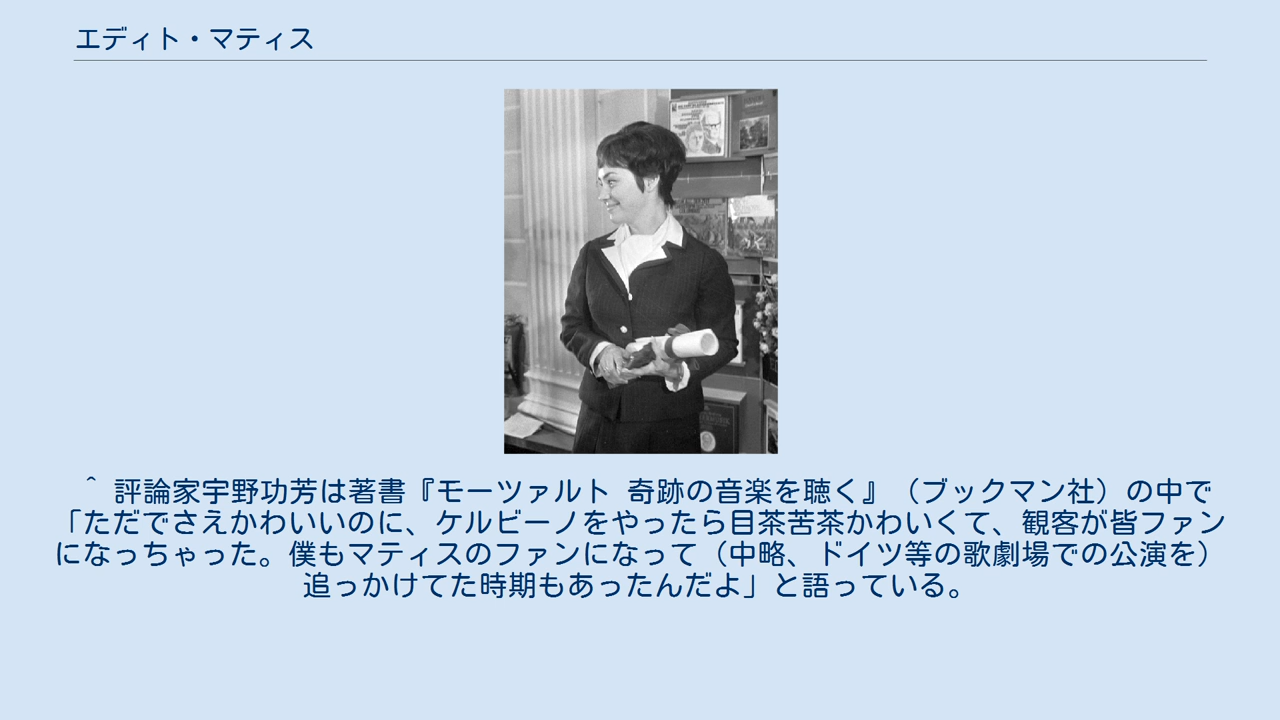 エディト・マティス
^ 評論家宇野功芳は著書『モーツァルト 奇跡の音楽を聴く』（ブックマン社）の中で
「ただでさえかわいいのに、ケルビーノをやったら目茶苦茶かわいくて、観客が皆ファン
になっちゃった。僕もマティスのファンになって（中略、ドイツ等の歌劇場での公演を）
追っかけてた時期もあったんだよ」と語っている。